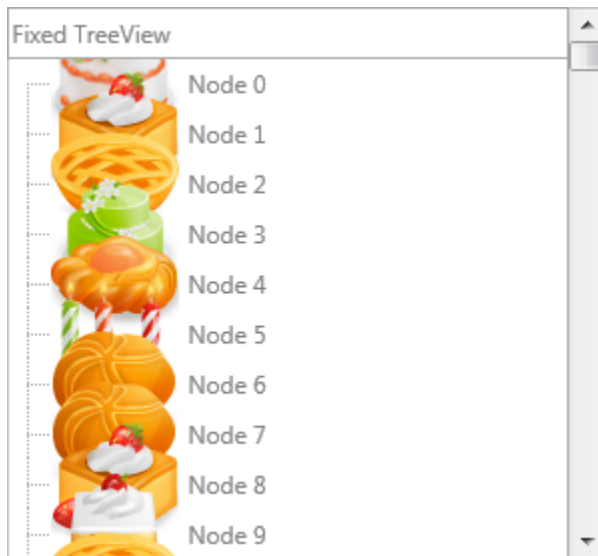 Fixed TreeView
Node 0
Node 1
Node 2
Node 3
Node 4
Node 5
Node 6
Node 7
Node 8
Node 9